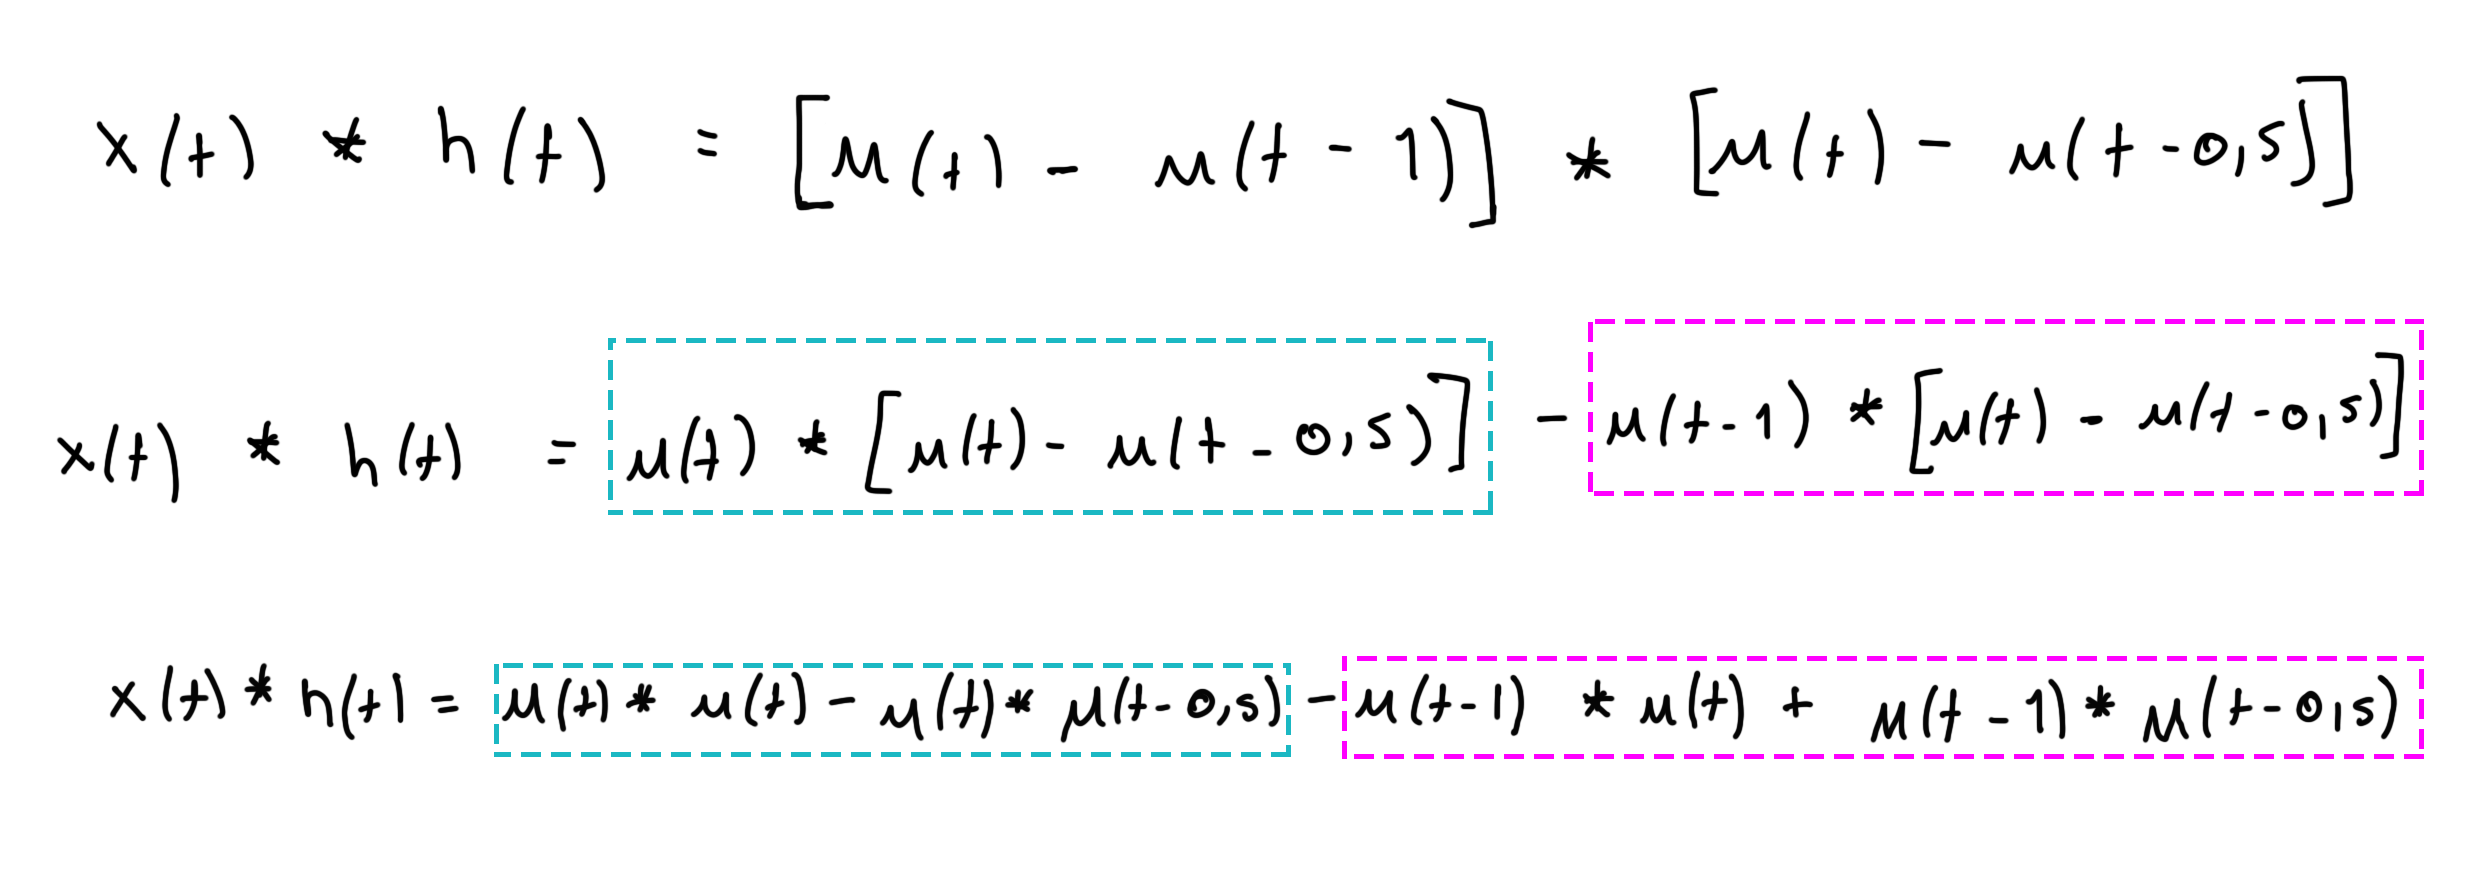 x(t) * h(t) = [μ(t) - μ(t - 1)] * [μ(t) - μ(t - 0,5)]
x(t) * h(t) = μ(t) * [μ(t) - μ(t - 0,5)] - μ(t - 1) * [μ(t) - μ(t - 0,5)]
x(t) * h(t) = μ(t) * μ(t) - μ(t) * μ(t - 0,5) - μ(t - 1) * μ(t) + μ(t - 1) * μ(t - 0,5)